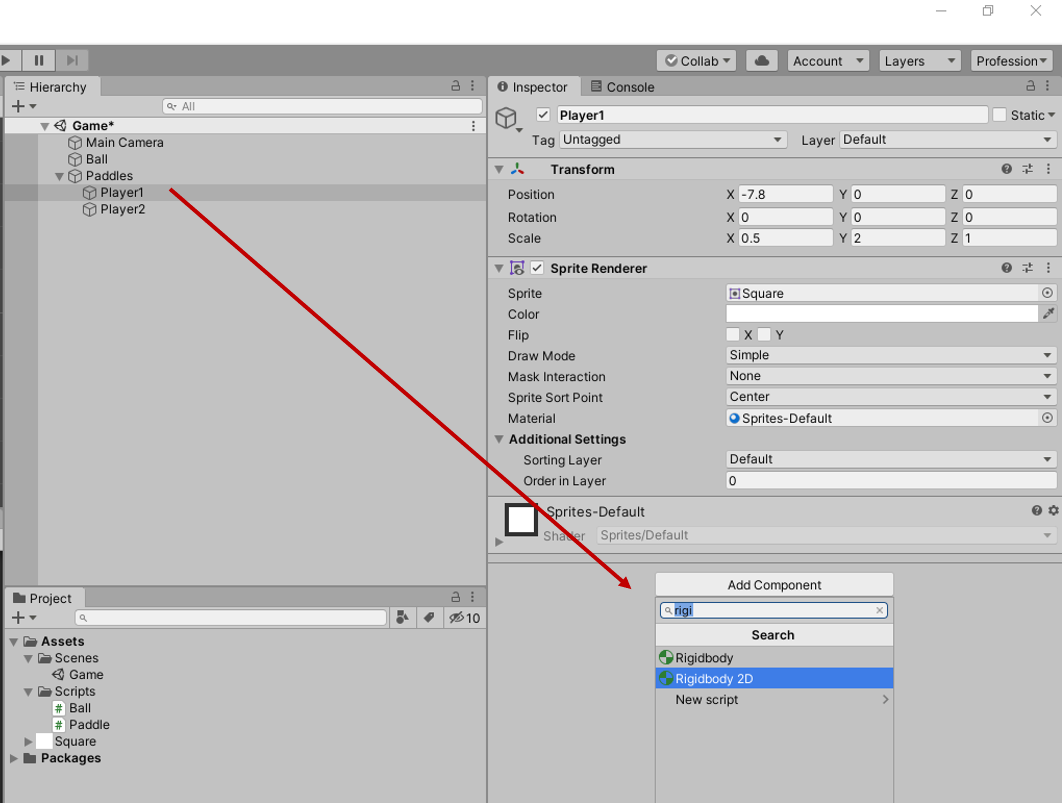 Collab
Account
Layers
Profession
Hierarchy
All
Game*
Main Camera
Ball
Paddles
Player1
Player2
Inspector
Console
Player1
Static
Tag Untagged
Layer Default
Transform
Position X -7.8 Y 0 Z 0
Rotation X 0 Y 0 Z 0
Scale X 0.5 Y 2 Z 1
Sprite Renderer
Sprite Square
Color
Flip X Y
Draw Mode Simple
Mask Interaction None
Sprite Sort Point Center
Material Sprites-Default
Additional Settings
Sorting Layer Default
Order in Layer 0
Sprites-Default
Shader Sprites/Default
Add Component
rigi
Search
Rigidbody
Rigidbody 2D
New script
Project
10
Assets
Scenes
Game
Scripts
# Ball
# Paddle
Square
Packages